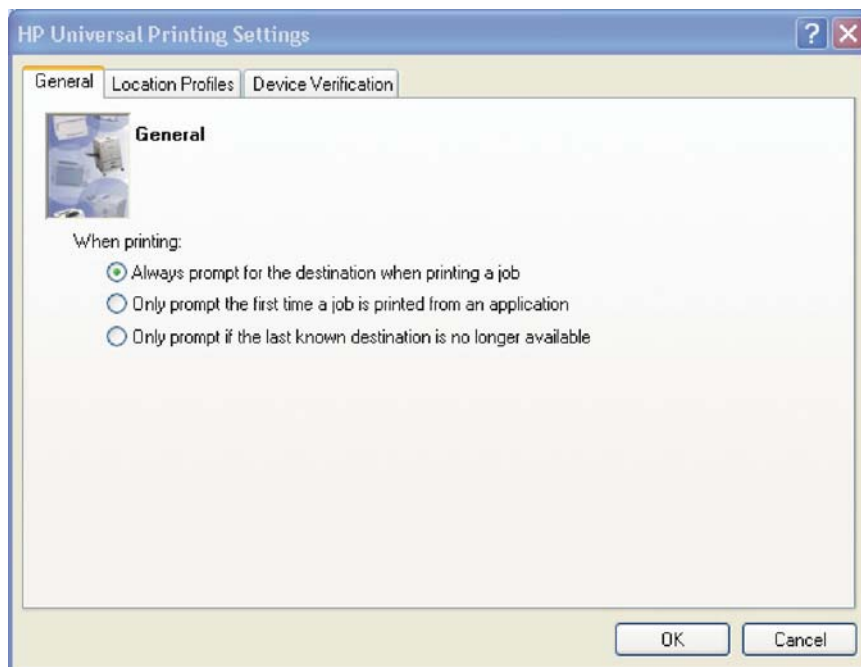 HP Universal Printing Settings
General
Location Profiles
Device Verification
General
When printing:
Always prompt for the destination when printing a job
Only prompt the first time a job is printed from an application
Only prompt if the last known destination is no longer available
OK
Cancel